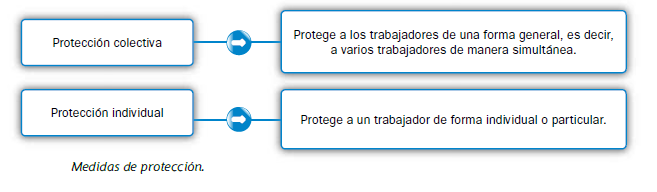 Protección colectiva
Protege a los trabajadores de una forma general, es decir,
a varios trabajadores de manera simultánea.
Protección individual
Protege a un trabajador de forma individual o particular.
Medidas de protección.